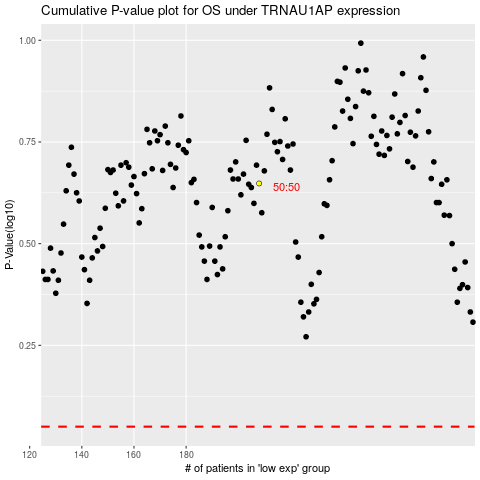 Cumulative P-value plot for OS under TRNAU1AP expression
P-Value(log10)
1.00
0.75
0.50
0.25
50:50
120 140 160 180
# of patients in 'low exp' group